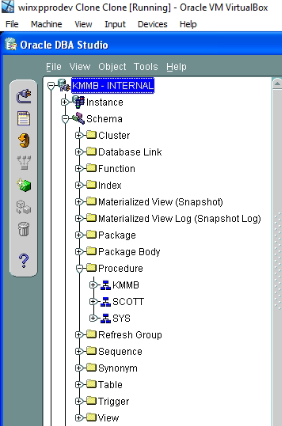 winxpprodev Clone Clone [Running] - Oracle VM VirtualBox
File Machine View Input Devices Help
Oracle DBA Studio
File View Object Tools Help
KMMB - INTERNAL
Instance
Schema
Cluster
Database Link
Function
Index
Materialized View (Snapshot)
Materialized View Log (Snapshot Log)
Package
Package Body
Procedure
KMMB
SCOTT
SYS
Refresh Group
Sequence
Synonym
Table
Trigger
View